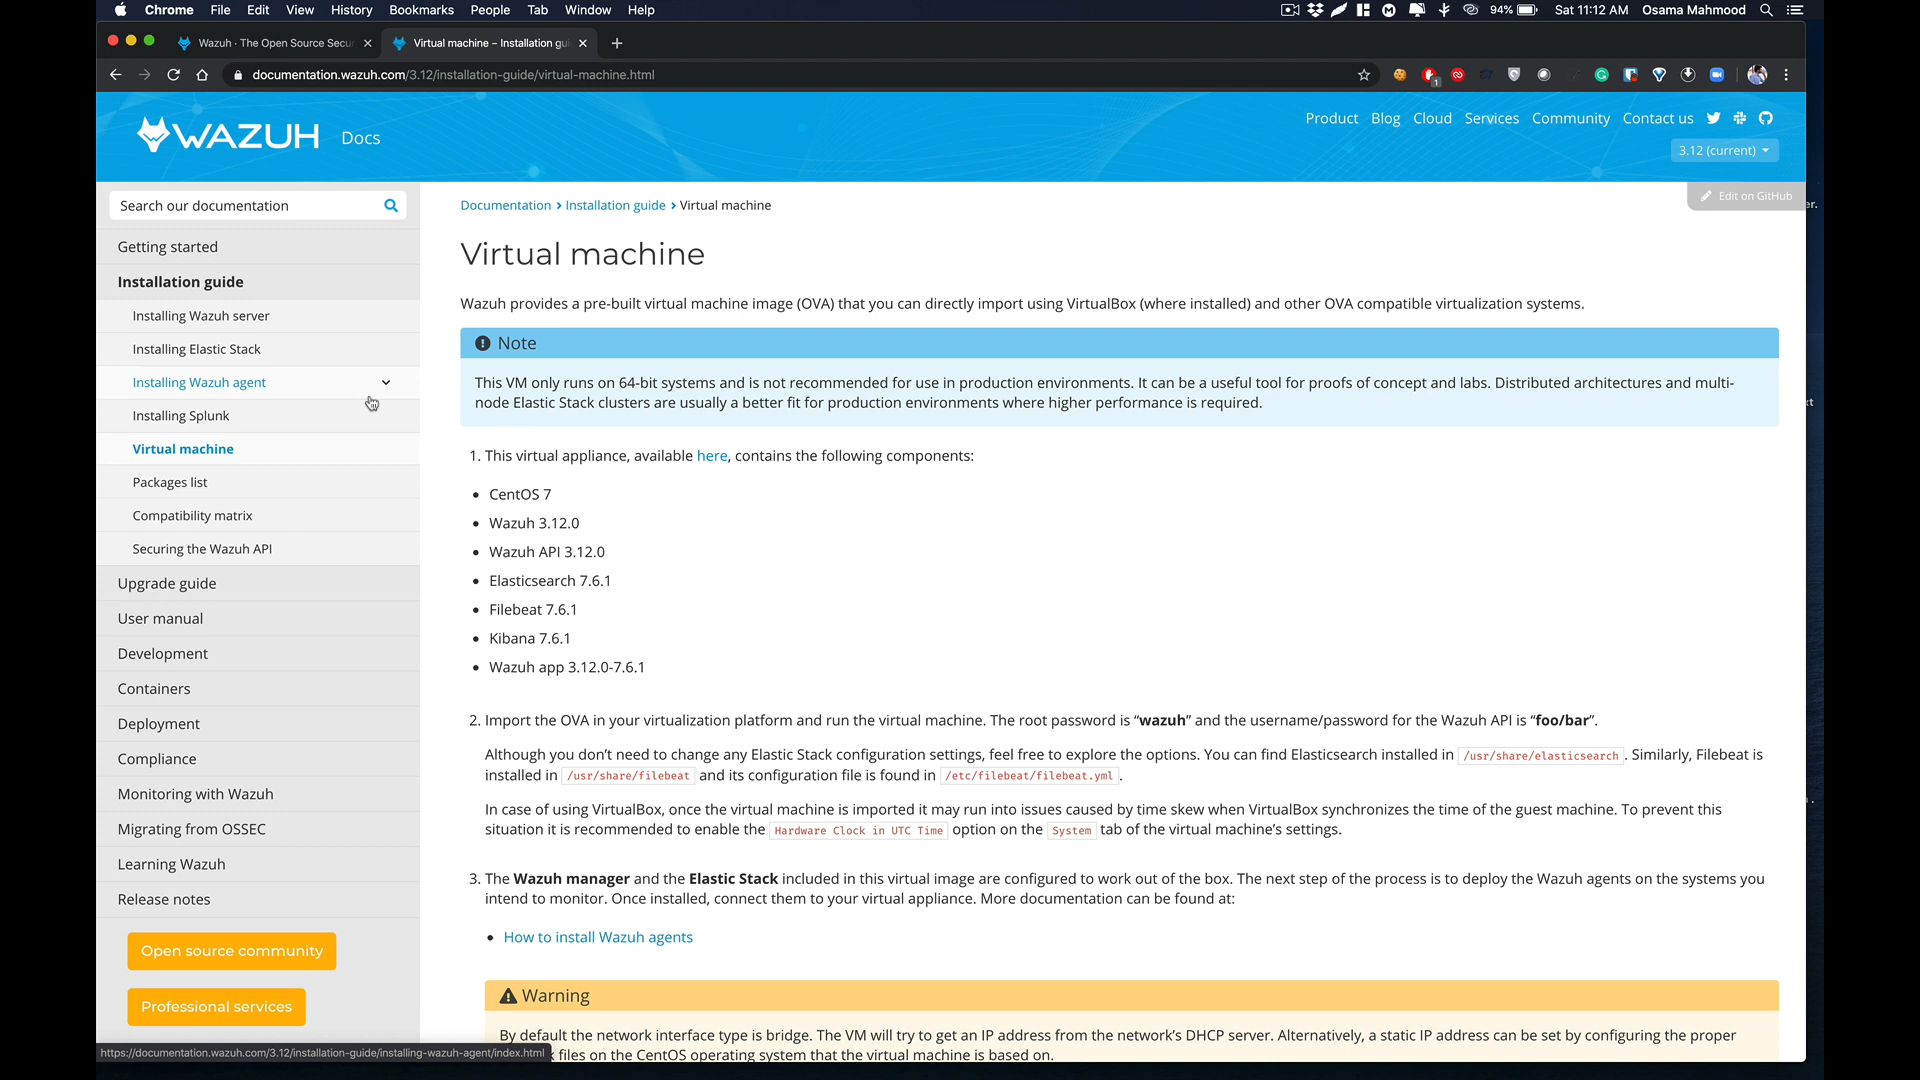 Chrome File Edit View History Bookmarks People Tab Window Help
94% Sat 11:12 AM Osama Mahmood
Wazuh · The Open Source Secur
Virtual machine – Installation gui
documentation.wazuh.com/3.12/installation-guide/virtual-machine.html
1
WAZUH Docs
Product Blog Cloud Services Community Contact us
3.12 (current)
Edit on GitHub
er.
Search our documentation
Getting started
Installation guide
Installing Wazuh server
Installing Elastic Stack
Installing Wazuh agent
Installing Splunk
Virtual machine
Packages list
Compatibility matrix
Securing the Wazuh API
Upgrade guide
User manual
Development
Containers
Deployment
Compliance
Monitoring with Wazuh
Migrating from OSSEC
Learning Wazuh
Release notes
Open source community
Professional services
Documentation › Installation guide › Virtual machine
Virtual machine
Wazuh provides a pre-built virtual machine image (OVA) that you can directly import using VirtualBox (where installed) and other OVA compatible virtualization systems.
Note
This VM only runs on 64-bit systems and is not recommended for use in production environments. It can be a useful tool for proofs of concept and labs. Distributed architectures and multi-
node Elastic Stack clusters are usually a better fit for production environments where higher performance is required.
xt
1. This virtual appliance, available here, contains the following components:
• CentOS 7
• Wazuh 3.12.0
• Wazuh API 3.12.0
• Elasticsearch 7.6.1
• Filebeat 7.6.1
• Kibana 7.6.1
• Wazuh app 3.12.0-7.6.1
2. Import the OVA in your virtualization platform and run the virtual machine. The root password is “wazuh” and the username/password for the Wazuh API is “foo/bar”.
Although you don’t need to change any Elastic Stack configuration settings, feel free to explore the options. You can find Elasticsearch installed in /usr/share/elasticsearch . Similarly, Filebeat is
installed in /usr/share/filebeat and its configuration file is found in /etc/filebeat/filebeat.yml .
In case of using VirtualBox, once the virtual machine is imported it may run into issues caused by time skew when VirtualBox synchronizes the time of the guest machine. To prevent this
situation it is recommended to enable the Hardware Clock in UTC Time option on the System tab of the virtual machine’s settings.
3. The Wazuh manager and the Elastic Stack included in this virtual image are configured to work out of the box. The next step of the process is to deploy the Wazuh agents on the systems you
intend to monitor. Once installed, connect them to your virtual appliance. More documentation can be found at:
• How to install Wazuh agents
Warning
By default the network interface type is bridge. The VM will try to get an IP address from the network’s DHCP server. Alternatively, a static IP address can be set by configuring the proper
files on the CentOS operating system that the virtual machine is based on.
https://documentation.wazuh.com/3.12/installation-guide/installing-wazuh-agent/index.html